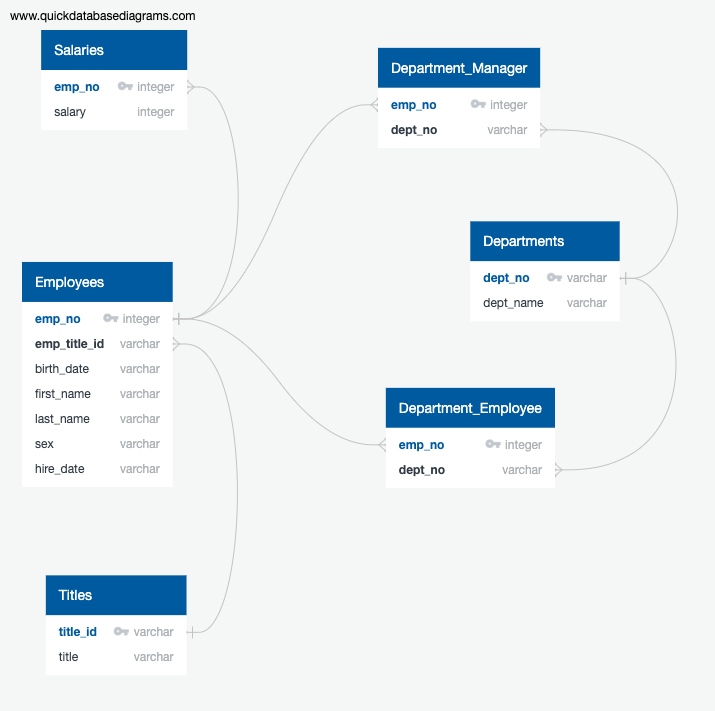 www.quickdatabasediagrams.com
Salaries
emp_no integer
salary integer
Department_Manager
emp_no integer
dept_no varchar
Departments
dept_no varchar
dept_name varchar
Employees
emp_no integer
emp_title_id varchar
birth_date varchar
first_name varchar
last_name varchar
sex varchar
hire_date varchar
Department_Employee
emp_no integer
dept_no varchar
Titles
title_id varchar
title varchar